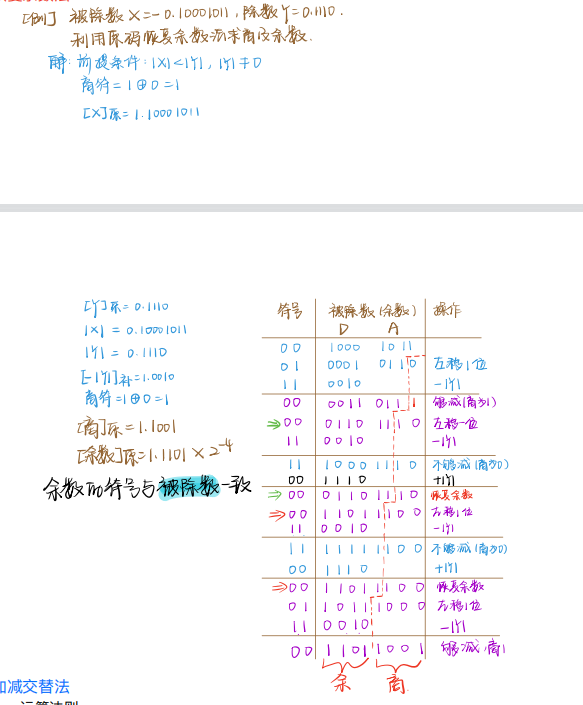 [例] 被除数X=-0.10001011,除数Y=0.1110.
利用原码恢复余数法求商及余数.
解: 前提条件: |X|<|Y|, |Y|≠0
商符=1⊕0=1
[X]原=1.10001011
[Y]原=0.1110
|X| = 0.10001011
|Y| = 0.1110
[-|Y|]补=1.0010
商符=1⊕0=1
[商]原=1.1001
[余数]原=1.1101×2⁻⁴
余数的符号与被除数一致
符号 被除数(余数) 操作
D A
00 1000 1011
01 0001 0110 左移1位
11 0010 -|Y|
00 0011 0111 够减(商1)
⇒00 0110 1110 左移一位
11 0010 -|Y|
11 1000 1110 不够减(商0)
00 1110 +|Y|
⇒00 0110 1110 恢复余数
⇒00 1101 1100 左移1位
11 0010 -|Y|
11 1111 1100 不够减(商0)
00 1110 +|Y|
⇒00 1101 1100 恢复余数
01 1011 1000 左移1位
11 0010 -|Y|
00 1101 1001 够减,商1
余 商
加减交替法